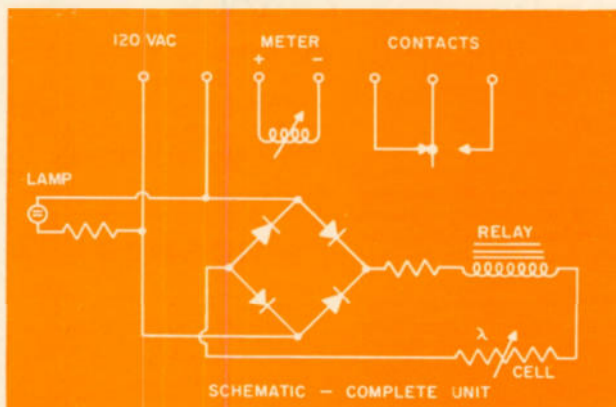 120 VAC METER CONTACTS
+ −
LAMP
RELAY
λ
CELL
SCHEMATIC – COMPLETE UNIT